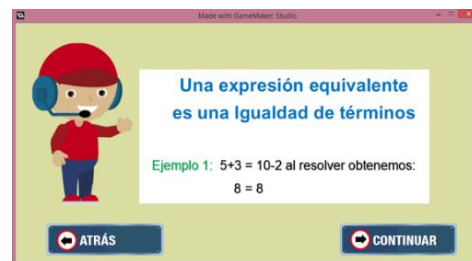 Made with GameMaker: Studio
Una expresión equivalente
es una Igualdad de términos
Ejemplo 1: 5+3 = 10-2 al resolver obtenemos:
8 = 8
ATRÁS
CONTINUAR